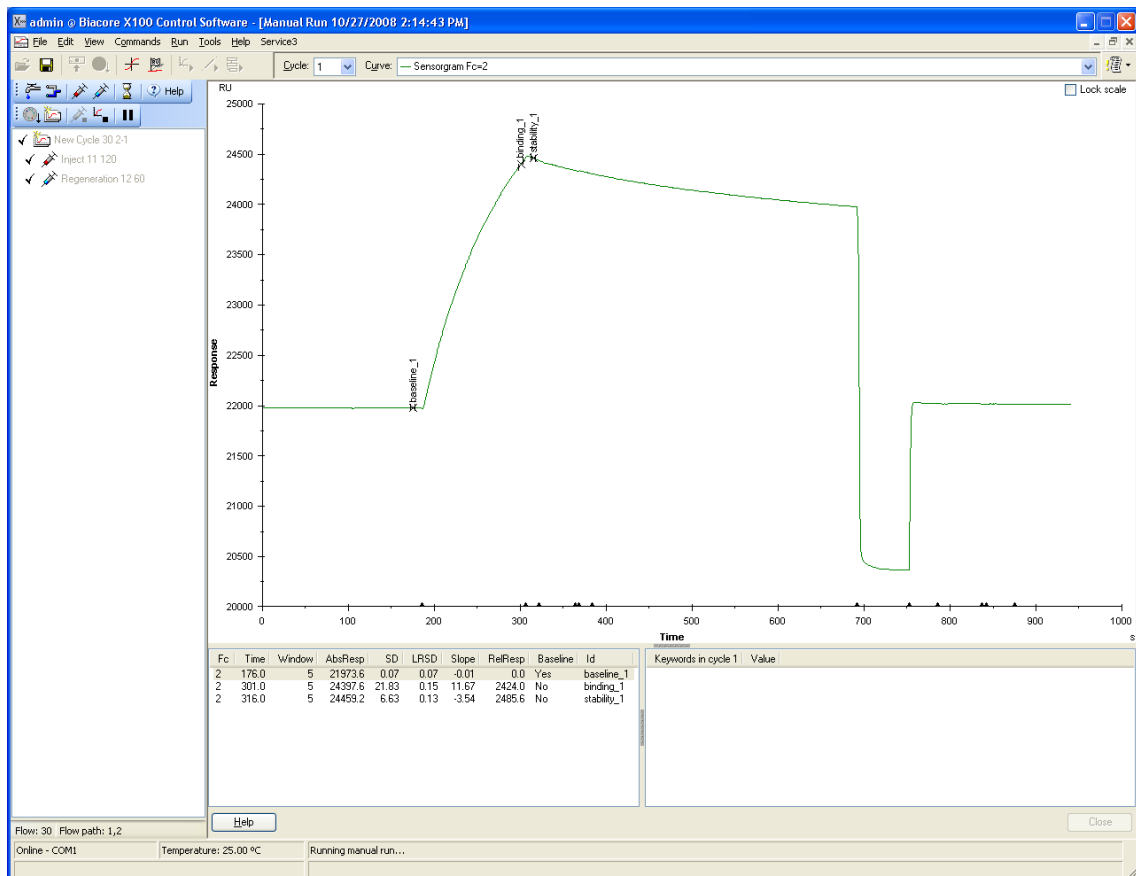 admin @ Biacore X100 Control Software - [Manual Run 10/27/2008 2:14:43 PM]
File Edit View Commands Run Tools Help Service3
Cycle: 1 Curve: Sensorgram Fc=2
Help
New Cycle 30 2-1
Inject 11 120
Regeneration 12 60
RU
Lock scale
25000
24500
24000
23500
23000
22500
22000
21500
21000
20500
20000
Response
baseline_1
binding_1
stability_1
0 100 200 300 400 500 600 700 800 900 1000
Time
s
Fc Time Window AbsResp SD LRSD Slope RelResp Baseline Id
2 176.0 5 21973.6 0.07 0.07 -0.01 0.0 Yes baseline_1
2 301.0 5 24397.6 21.83 0.15 11.67 2424.0 No binding_1
2 316.0 5 24459.2 6.63 0.13 -3.54 2485.6 No stability_1
Keywords in cycle 1 Value
Help
Close
Flow: 30 Flow path: 1,2
Online - COM1 Temperature: 25.00 ºC Running manual run...